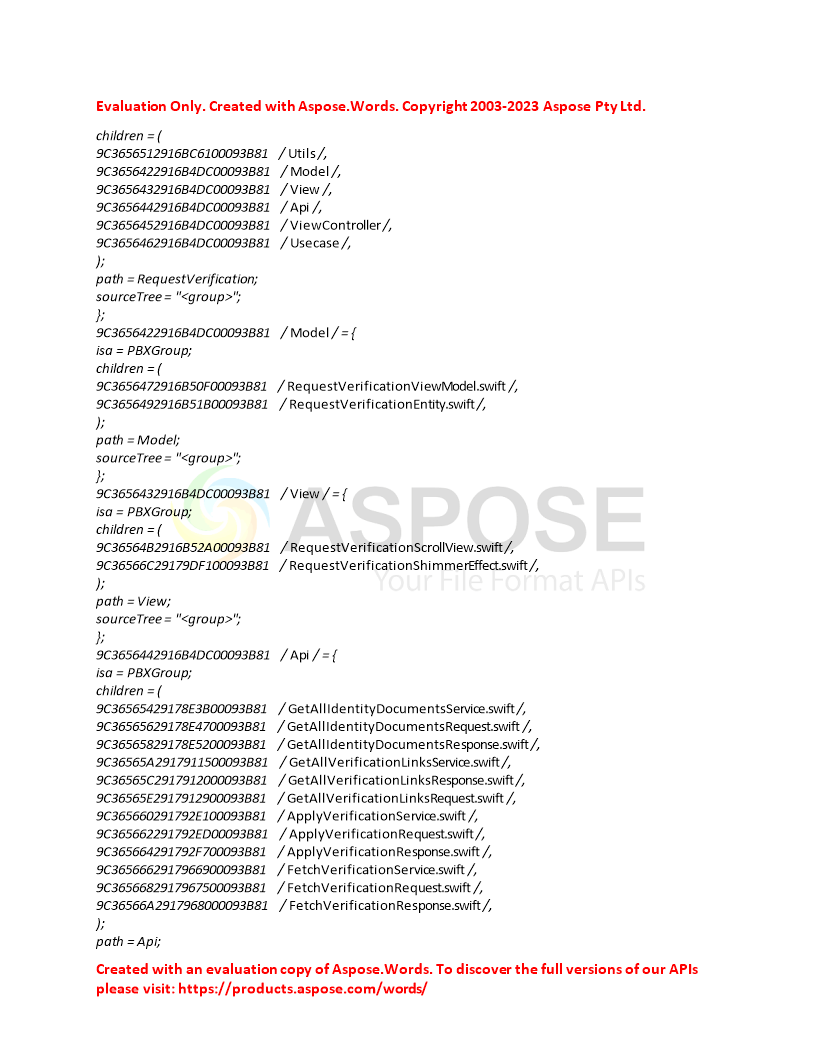 Evaluation Only. Created with Aspose.Words. Copyright 2003-2023 Aspose Pty Ltd.
children = (
9C3656512916BC6100093B81 / Utils /,
9C3656422916B4DC00093B81 / Model /,
9C3656432916B4DC00093B81 / View /,
9C3656442916B4DC00093B81 / Api /,
9C3656452916B4DC00093B81 / ViewController /,
9C3656462916B4DC00093B81 / Usecase /,
);
path = RequestVerification;
sourceTree = "<group>";
};
9C3656422916B4DC00093B81 / Model / = {
isa = PBXGroup;
children = (
9C3656472916B50F00093B81 / RequestVerificationViewModel.swift /,
9C3656492916B51B00093B81 / RequestVerificationEntity.swift /,
);
path = Model;
sourceTree = "<group>";
};
9C3656432916B4DC00093B81 / View / = {
isa = PBXGroup;
children = (
9C36564B2916B52A00093B81 / RequestVerificationScrollView.swift /,
9C36566C29179DF100093B81 / RequestVerificationShimmerEffect.swift /,
);
path = View;
sourceTree = "<group>";
};
9C3656442916B4DC00093B81 / Api / = {
isa = PBXGroup;
children = (
9C36565429178E3B00093B81 / GetAllIdentityDocumentsService.swift /,
9C36565629178E4700093B81 / GetAllIdentityDocumentsRequest.swift /,
9C36565829178E5200093B81 / GetAllIdentityDocumentsResponse.swift /,
9C36565A2917911500093B81 / GetAllVerificationLinksService.swift /,
9C36565C2917912000093B81 / GetAllVerificationLinksResponse.swift /,
9C36565E2917912900093B81 / GetAllVerificationLinksRequest.swift /,
9C365660291792E100093B81 / ApplyVerificationService.swift /,
9C365662291792ED00093B81 / ApplyVerificationRequest.swift /,
9C365664291792F700093B81 / ApplyVerificationResponse.swift /,
9C3656662917966900093B81 / FetchVerificationService.swift /,
9C3656682917967500093B81 / FetchVerificationRequest.swift /,
9C36566A2917968000093B81 / FetchVerificationResponse.swift /,
);
path = Api;
ASPOSE
Your File Format APIs
Created with an evaluation copy of Aspose.Words. To discover the full versions of our APIs
please visit: https://products.aspose.com/words/